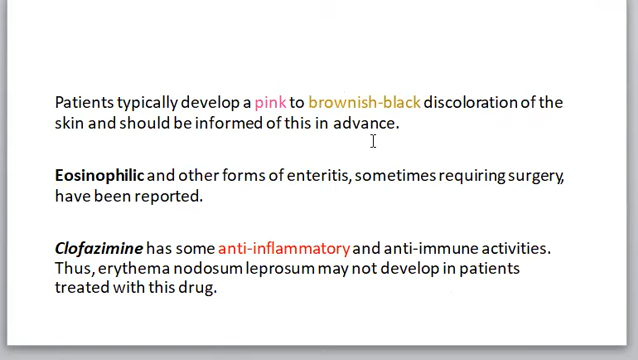 Patients typically develop a pink to brownish-black discoloration of the
skin and should be informed of this in advance.
Eosinophilic and other forms of enteritis, sometimes requiring surgery,
have been reported.
Clofazimine has some anti-inflammatory and anti-immune activities.
Thus, erythema nodosum leprosum may not develop in patients
treated with this drug.